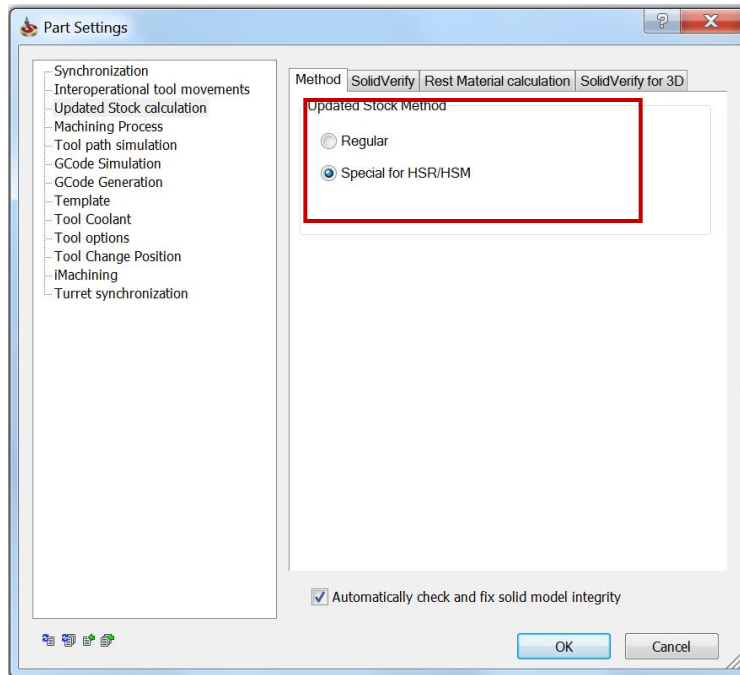 Part Settings
Synchronization
Interoperational tool movements
Updated Stock calculation
Machining Process
Tool path simulation
GCode Simulation
GCode Generation
Template
Tool Coolant
Tool options
Tool Change Position
iMachining
Turret synchronization
Method SolidVerify Rest Material calculation SolidVerify for 3D
Updated Stock Method
Regular
Special for HSR/HSM
Automatically check and fix solid model integrity
OK Cancel